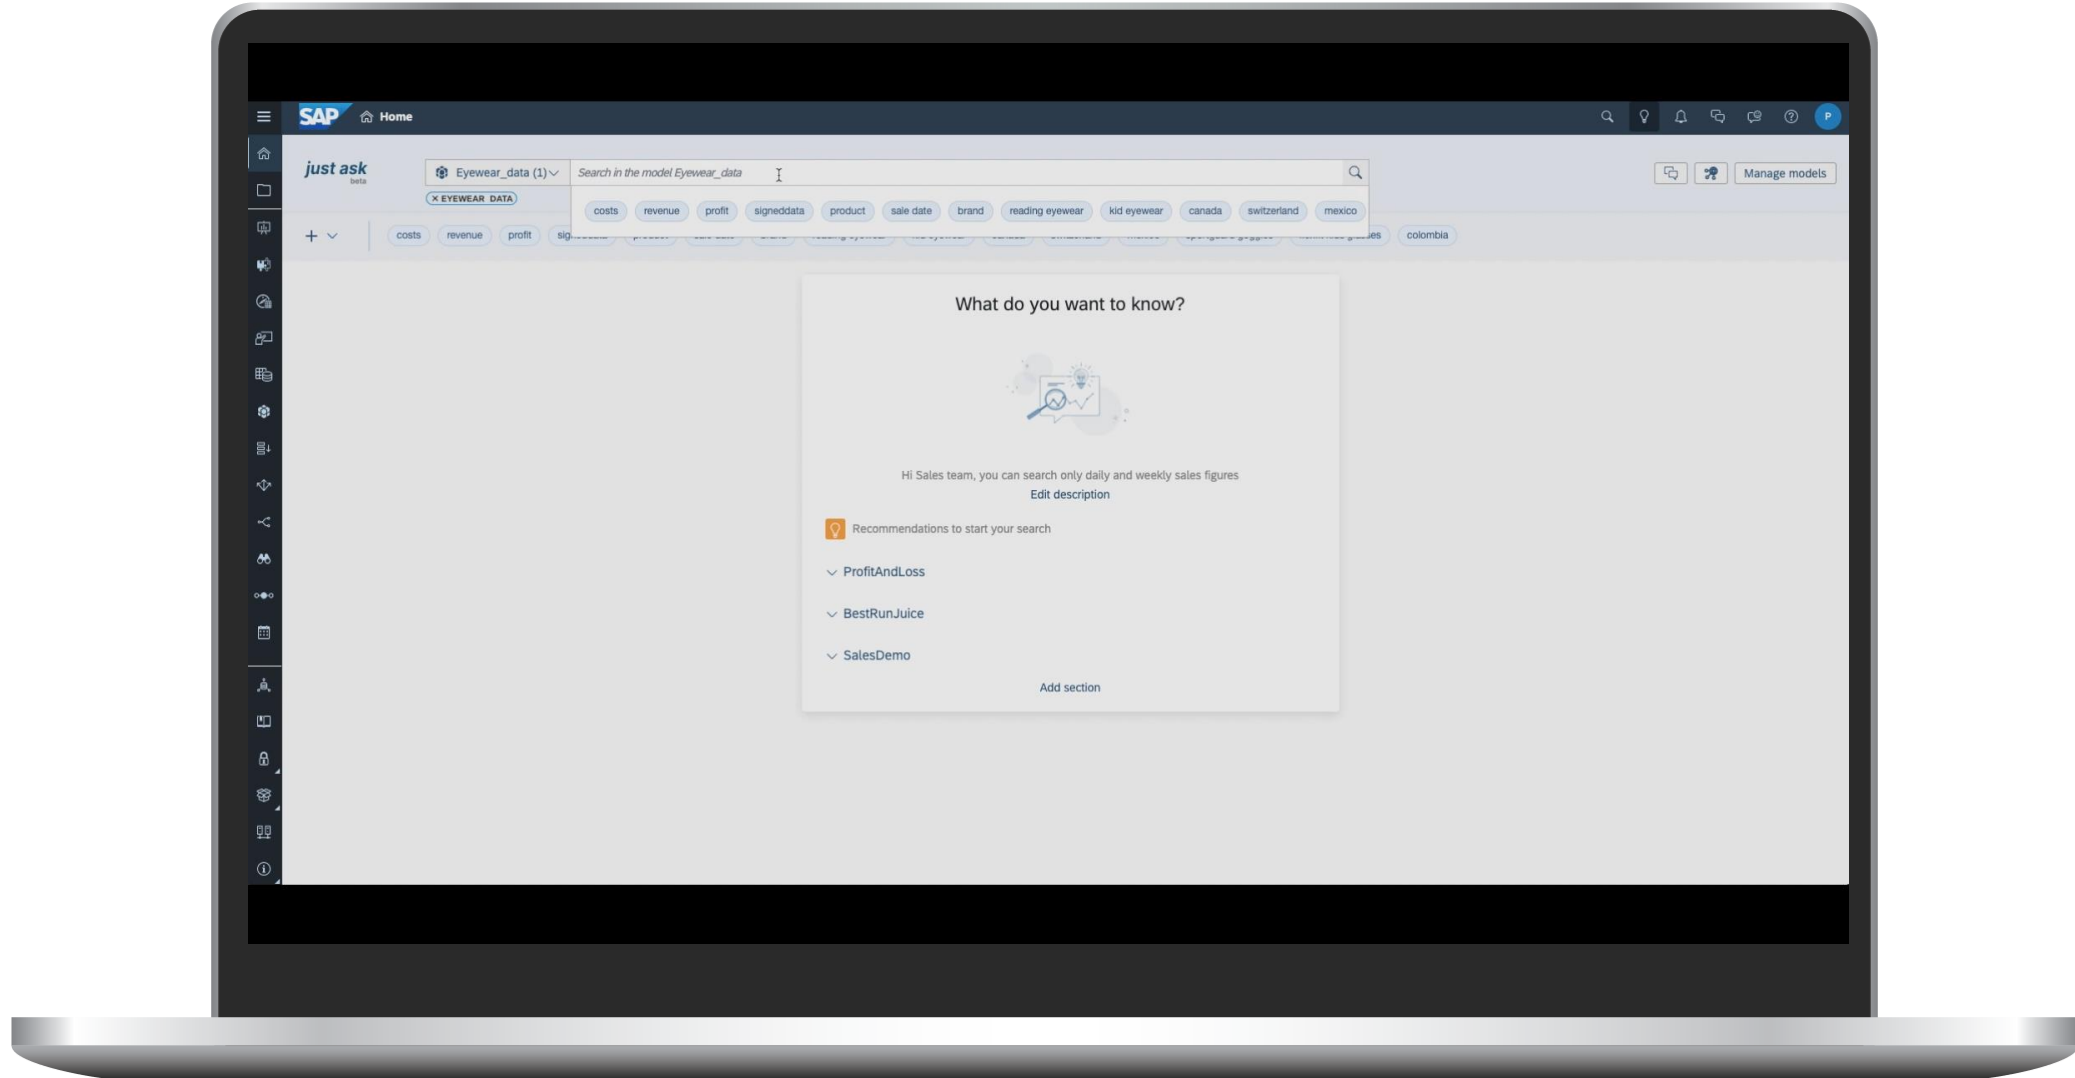 SAP Home
P
just ask
beta
Eyewear_data (1)
Search in the model Eyewear_data
Manage models
× EYEWEAR DATA
costs revenue profit signeddata product sale date brand reading eyewear kid eyewear canada switzerland mexico
costs revenue profit colombia
What do you want to know?
Hi Sales team, you can search only daily and weekly sales figures
Edit description
Recommendations to start your search
ProfitAndLoss
BestRunJuice
SalesDemo
Add section